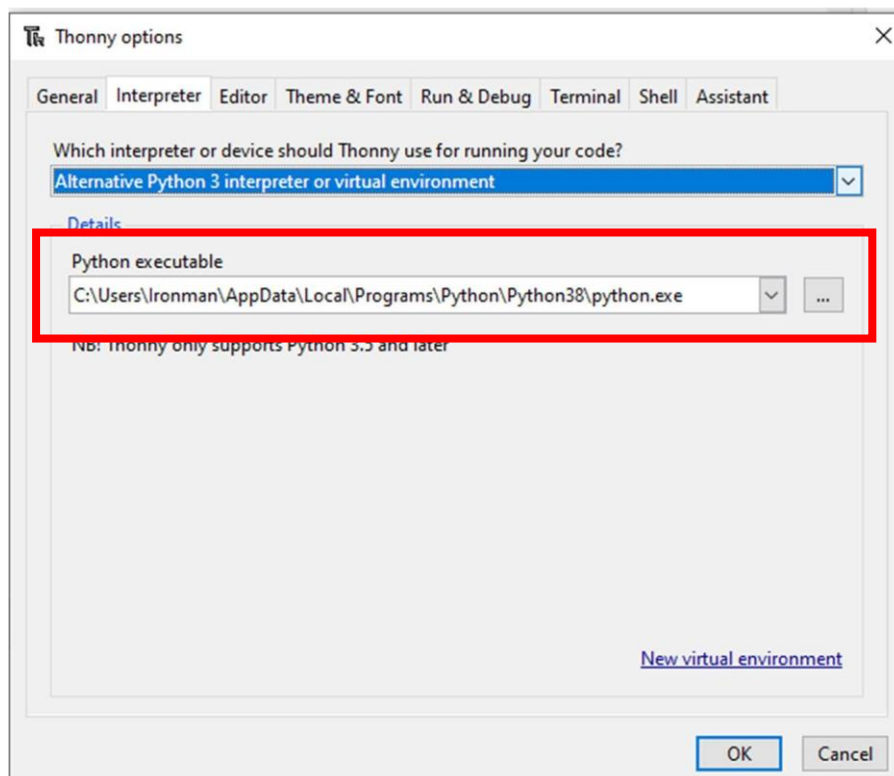 Thonny options
General Interpreter Editor Theme & Font Run & Debug Terminal Shell Assistant
Which interpreter or device should Thonny use for running your code?
Alternative Python 3 interpreter or virtual environment
Details
Python executable
C:\Users\Ironman\AppData\Local\Programs\Python\Python38\python.exe ...
NB! Thonny only supports Python 3.5 and later
New virtual environment
OK Cancel